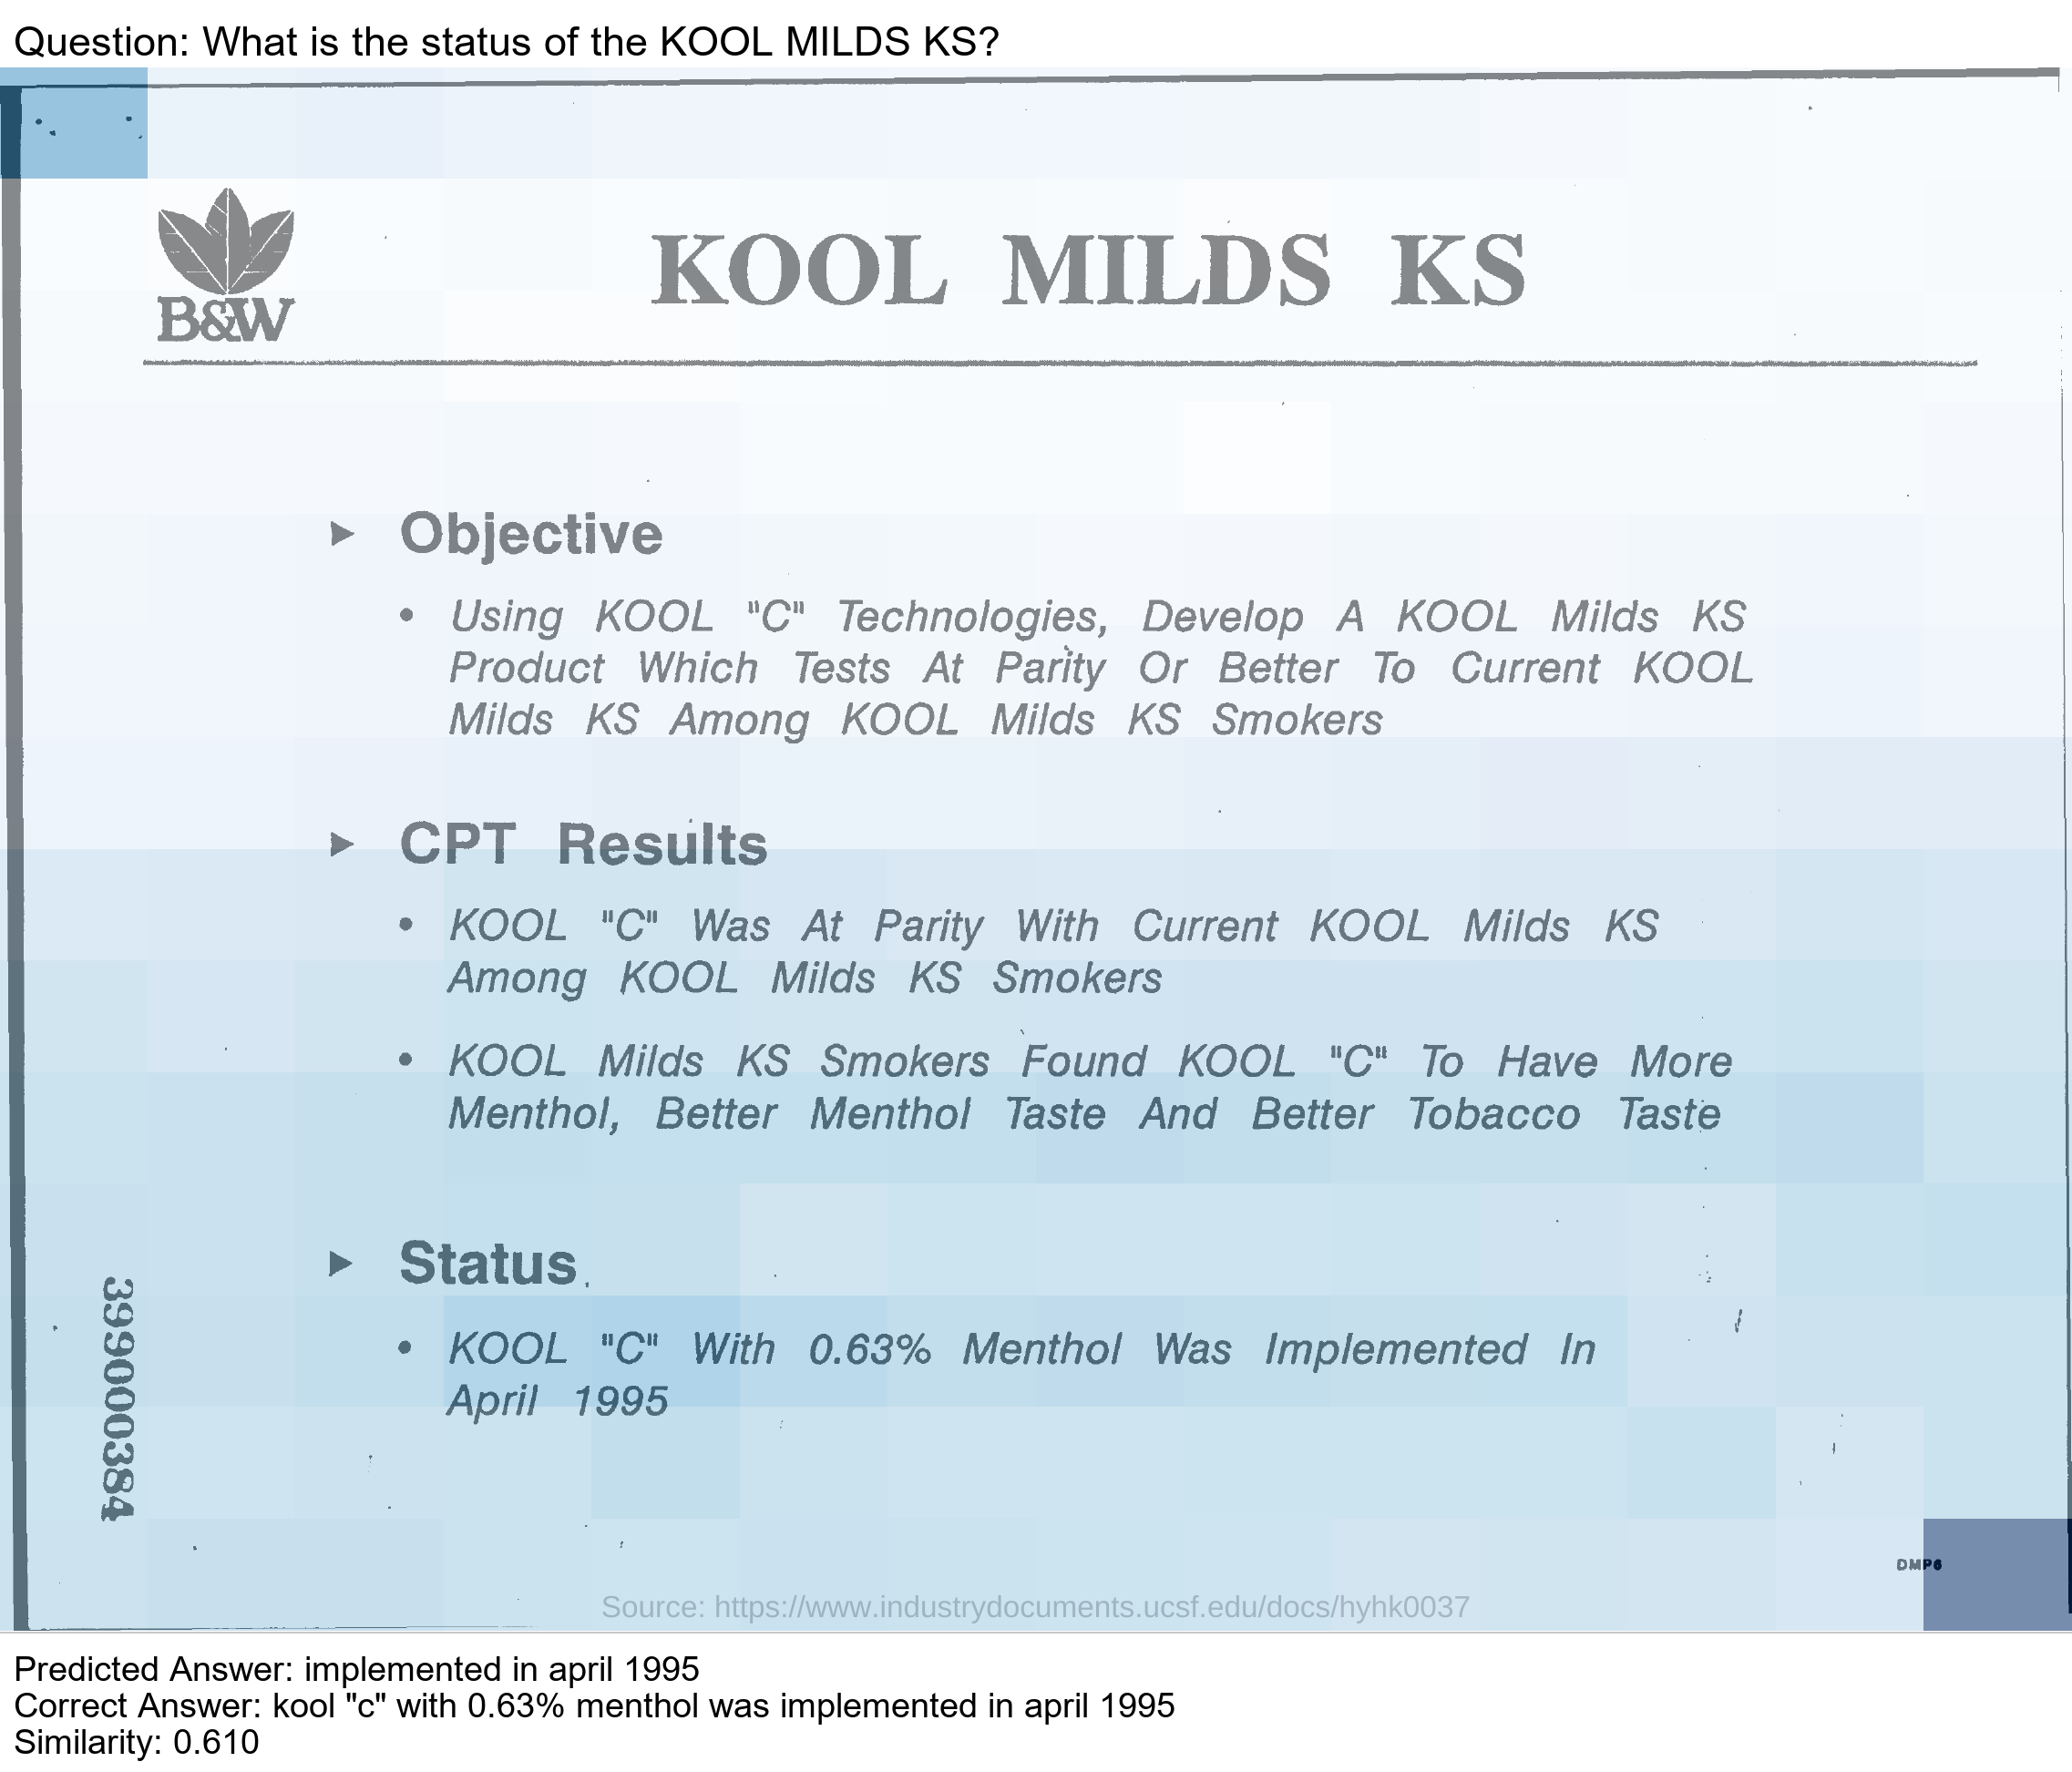 Question: What is the status of the KOOL MILDS KS?
B&W
KOOL MILDS KS
► Objective
• Using KOOL "C" Technologies, Develop A KOOL Milds KS
Product Which Tests At Parity Or Better To Current KOOL
Milds KS Among KOOL Milds KS Smokers
► CPT Results
• KOOL "C" Was At Parity With Current KOOL Milds KS
Among KOOL Milds KS Smokers
• KOOL Milds KS Smokers Found KOOL "C" To Have More
Menthol, Better Menthol Taste And Better Tobacco Taste
► Status
• KOOL "C" With 0.63% Menthol Was Implemented In
April 1995
399000384
DMP6
Source: https://www.industrydocuments.ucsf.edu/docs/hyhk0037
Predicted Answer: implemented in april 1995
Correct Answer: kool "c" with 0.63% menthol was implemented in april 1995
Similarity: 0.610